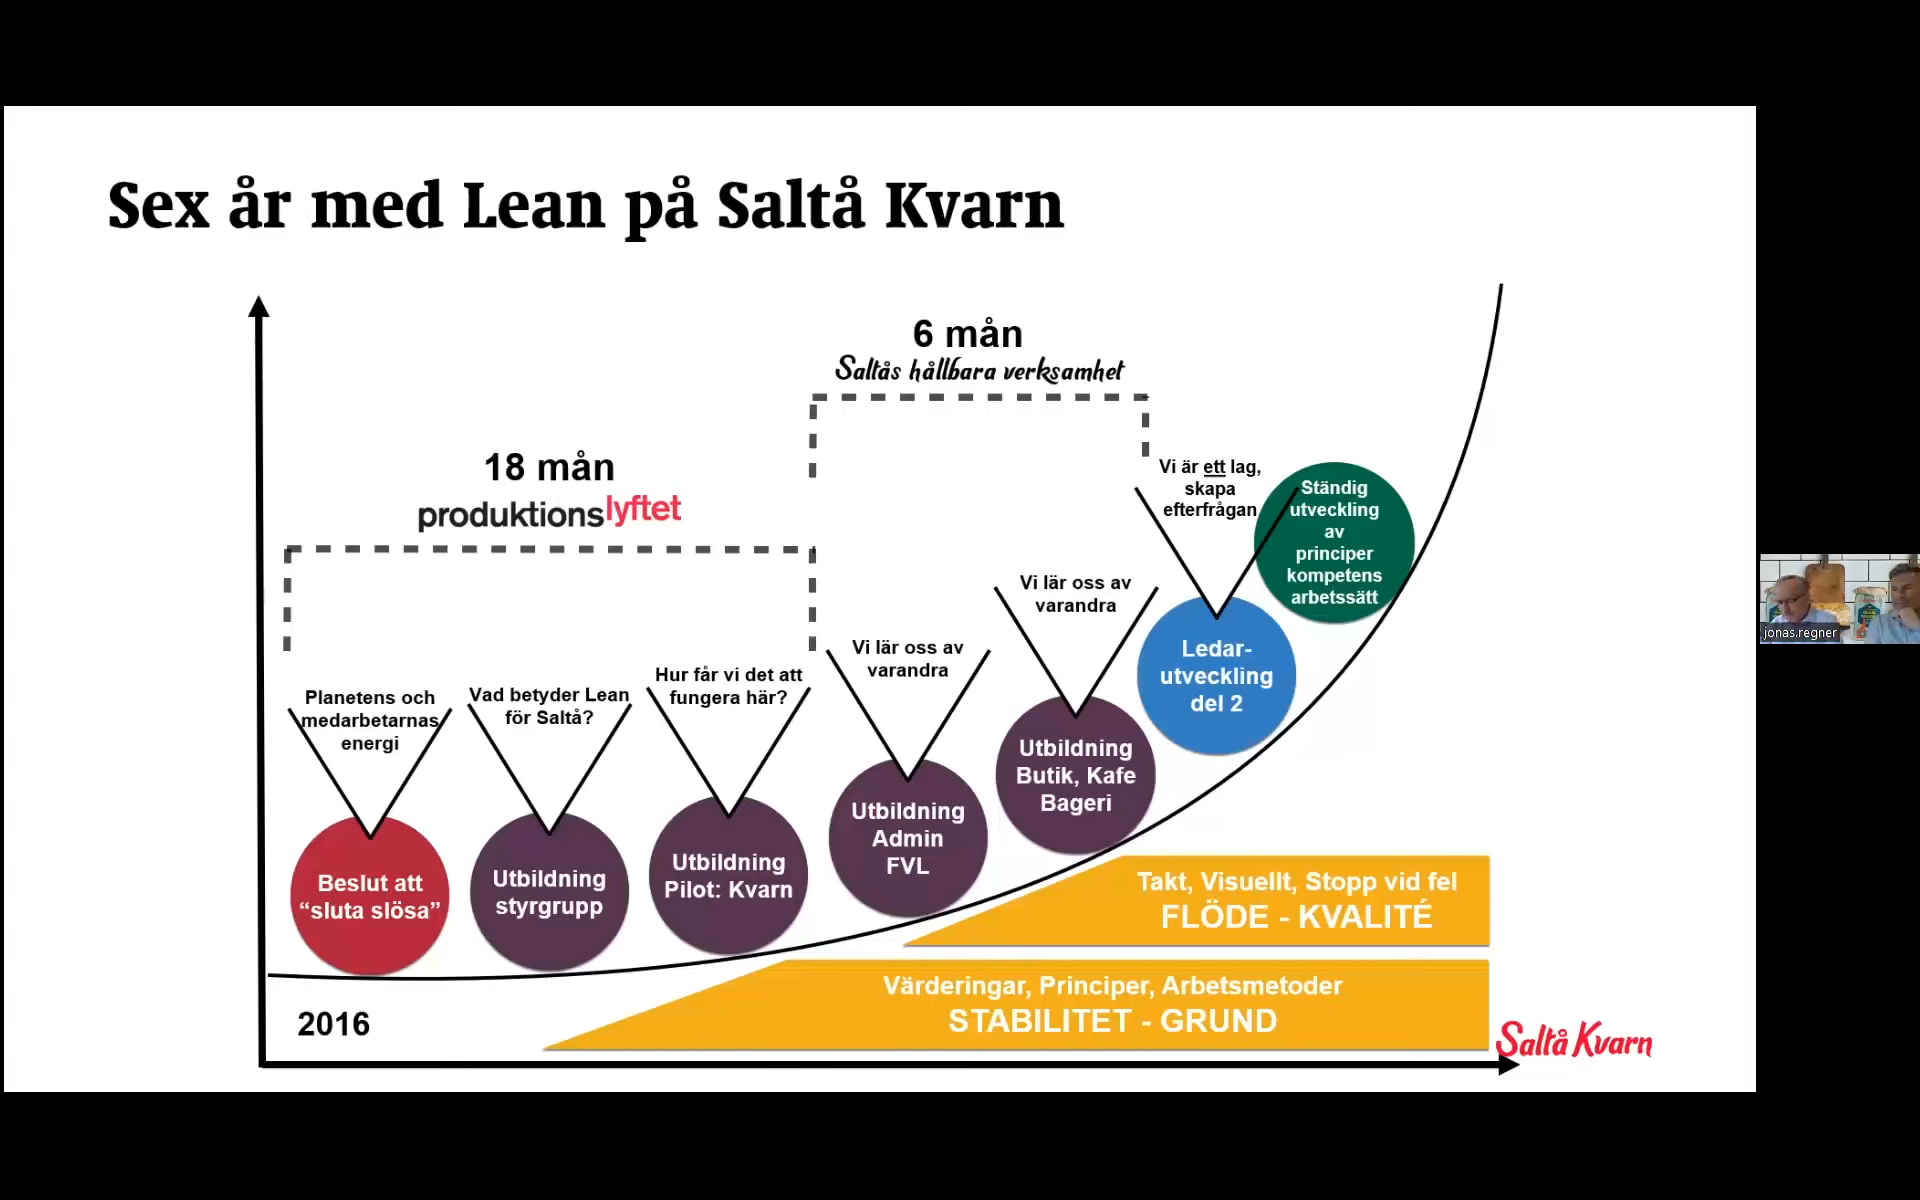 Sex år med Lean på Saltå Kvarn
6 mån
Saltås hållbara verksamhet
18 mån
produktionslyftet
Planetens och
medarbetarnas
energi
Beslut att
“sluta slösa”
Vad betyder Lean
för Saltå?
Utbildning
styrgrupp
Hur får vi det att
fungera här?
Utbildning
Pilot: Kvarn
Vi lär oss av
varandra
Utbildning
Admin
FVL
Vi lär oss av
varandra
Utbildning
Butik, Kafe
Bageri
Vi är ett lag,
skapa
efterfrågan
Ledar-
utveckling
del 2
Ständig
utveckling
av
principer
kompetens
arbetssätt
Takt, Visuellt, Stopp vid fel
FLÖDE - KVALITÉ
Värderingar, Principer, Arbetsmetoder
STABILITET - GRUND
2016
Saltå Kvarn
jonas.regner